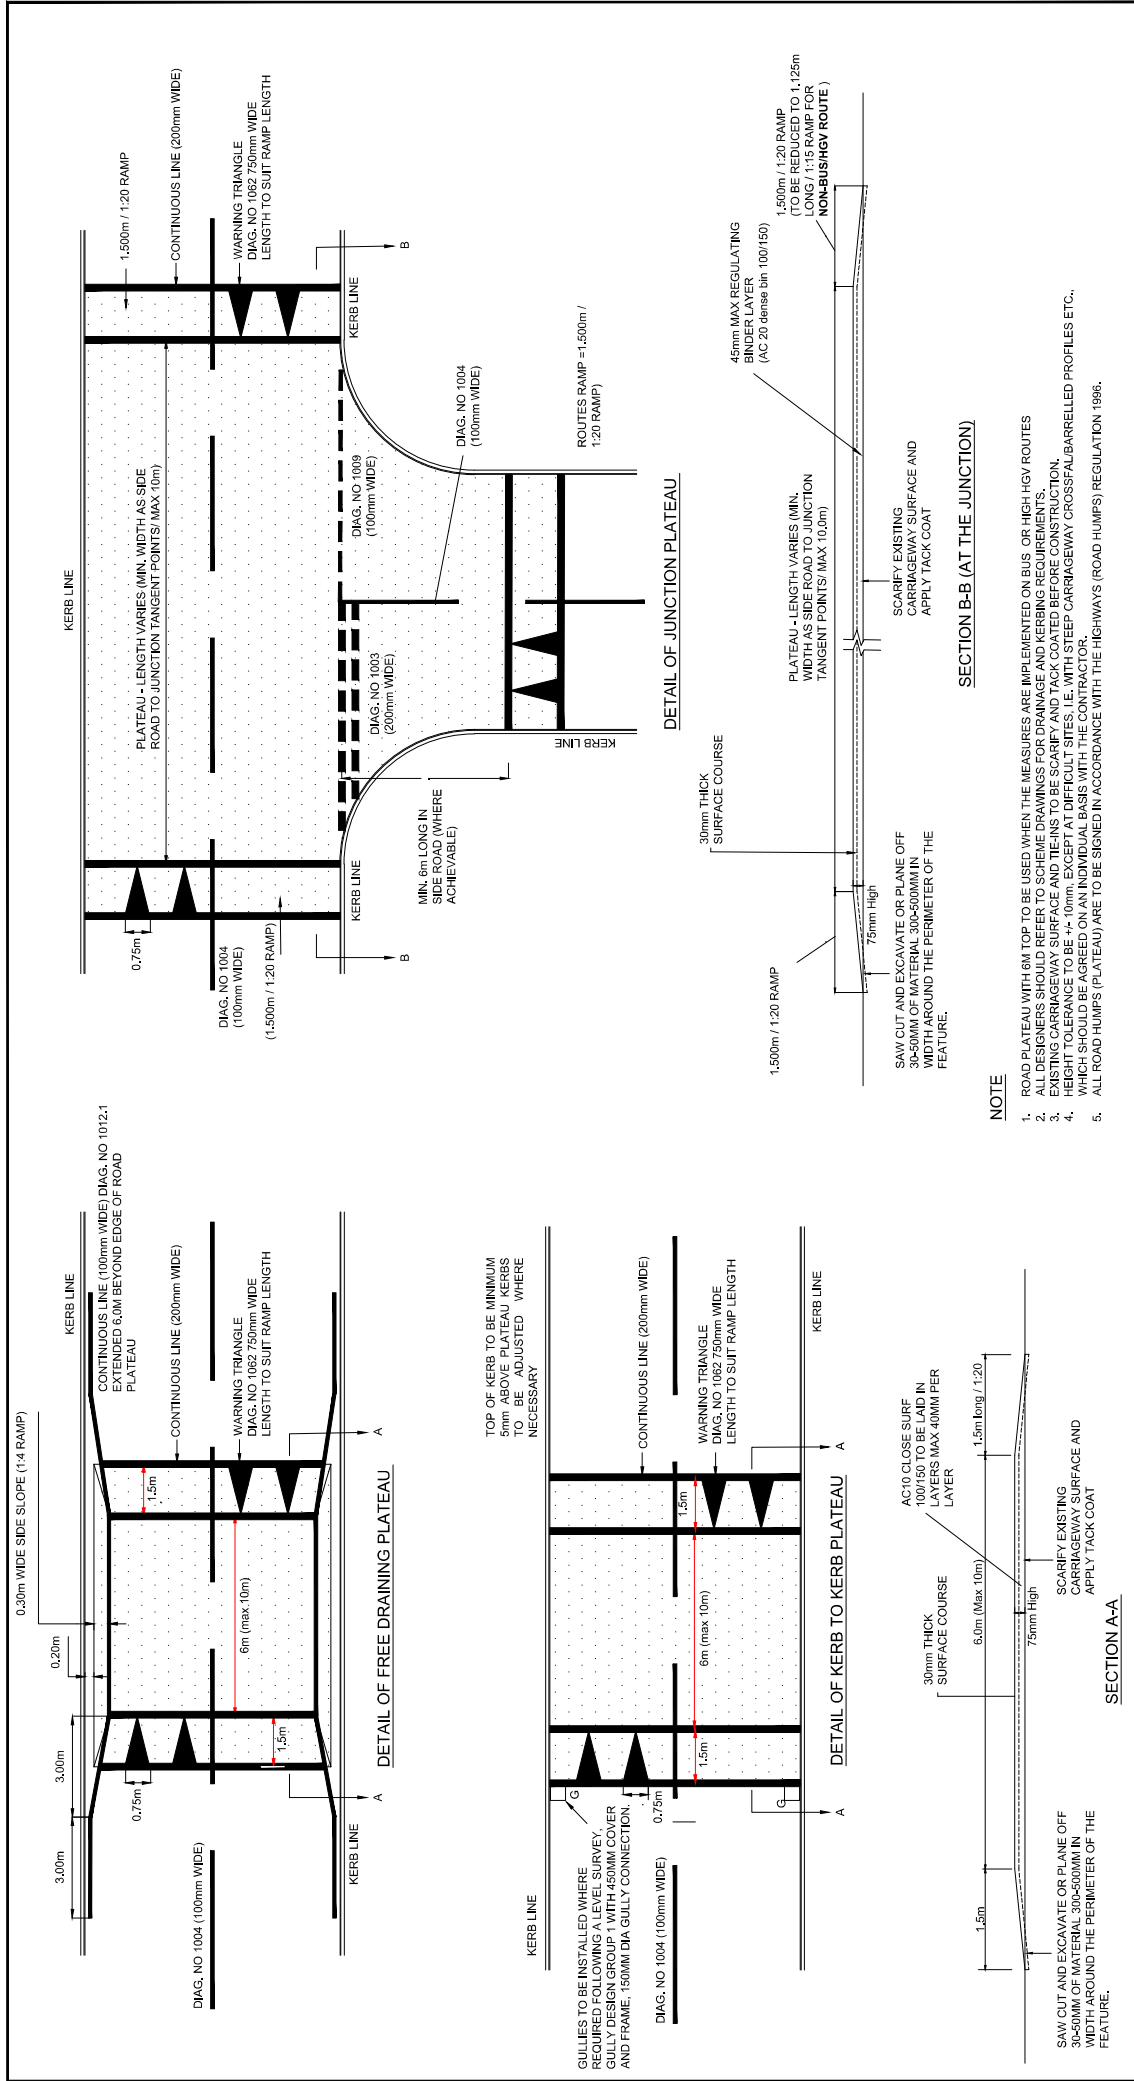 0.30m WIDE SIDE SLOPE (1:4 RAMP)
0.20m
3.00m
3.00m
KERB LINE
CONTINUOUS LINE (100mm WIDE) DIAG. NO 1012.1
EXTENDED 6.0M BEYOND EDGE OF ROAD
PLATEAU
CONTINUOUS LINE (200mm WIDE)
WARNING TRIANGLE
DIAG. NO 1062 750mm WIDE
LENGTH TO SUIT RAMP LENGTH
1.5m
6m (max.10m)
1.5m
0.75m
DIAG. NO 1004 (100mm WIDE)
KERB LINE
A
A
DETAIL OF FREE DRAINING PLATEAU
KERB LINE
TOP OF KERB TO BE MINIMUM
5mm ABOVE PLATEAU KERBS
TO BE ADJUSTED WHERE
NECESSARY
CONTINUOUS LINE (200mm WIDE)
WARNING TRIANGLE
DIAG. NO 1062 750mm WIDE
LENGTH TO SUIT RAMP LENGTH
KERB LINE
GULLIES TO BE INSTALLED WHERE
REQUIRED FOLLOWING A LEVEL SURVEY,
GULLY DESIGN GROUP 1 WITH 450MM COVER
AND FRAME, 150MM DIA GULLY CONNECTION.
G
G
0.75m
1.5m
6m (max 10m)
1.5m
DIAG. NO 1004 (100mm WIDE)
A
A
DETAIL OF KERB TO KERB PLATEAU
30mm THICK
SURFACE COURSE
AC10 CLOSE SURF
100/150 TO BE LAID IN
LAYERS MAX 40MM PER
LAYER
1.5m
6.0m (Max 10m)
1.5m long / 1:20
75mm High
SAW CUT AND EXCAVATE OR PLANE OFF
30-50MM OF MATERIAL 300-500MM IN
WIDTH AROUND THE PERIMETER OF THE
FEATURE.
SCARIFY EXISTING
CARRIAGEWAY SURFACE AND
APPLY TACK COAT
SECTION A-A
KERB LINE
1.500m / 1:20 RAMP
CONTINUOUS LINE (200mm WIDE)
WARNING TRIANGLE
DIAG. NO 1062 750mm WIDE
LENGTH TO SUIT RAMP LENGTH
PLATEAU - LENGTH VARIES (MIN. WIDTH AS SIDE
ROAD TO JUNCTION TANGENT POINTS/ MAX 10m)
0.75m
DIAG. NO 1004
(100mm WIDE)
(1.500m / 1:20 RAMP)
KERB LINE
KERB LINE
B
B
DIAG. NO 1009
(100mm WIDE)
DIAG. NO 1003
(200mm WIDE)
MIN. 6m LONG IN
SIDE ROAD (WHERE
ACHIEVABLE)
DIAG. NO 1004
(100mm WIDE)
KERB LINE
ROUTES RAMP =1.500m /
1:20 RAMP)
DETAIL OF JUNCTION PLATEAU
30mm THICK
SURFACE COURSE
45mm MAX REGULATING
BINDER LAYER
(AC 20 dense bin 100/150)
1.500m / 1:20 RAMP
PLATEAU - LENGTH VARIES (MIN.
WIDTH AS SIDE ROAD TO JUNCTION
TANGENT POINTS/ MAX 10.0m)
1.500m / 1:20 RAMP
(TO BE REDUCED TO 1.125m
LONG / 1:15 RAMP FOR
NON-BUS/HGV ROUTE )
75mm High
SAW CUT AND EXCAVATE OR PLANE OFF
30-50MM OF MATERIAL 300-500MM IN
WIDTH AROUND THE PERIMETER OF THE
FEATURE.
SCARIFY EXISTING
CARRIAGEWAY SURFACE AND
APPLY TACK COAT
SECTION B-B (AT THE JUNCTION)
NOTE
1. ROAD PLATEAU WITH 6M TOP TO BE USED WHEN THE MEASURES ARE IMPLEMENTED ON BUS OR HIGH HGV ROUTES
2. ALL DESIGNERS SHOULD REFER TO SCHEME DRAWINGS FOR DRAINAGE AND KERBING REQUIREMENTS.
3. EXISTING CARRIAGEWAY SURFACE AND TIE-INS TO BE SCARIFY AND TACK COATED BEFORE CONSTRUCTION.
4. HEIGHT TOLERANCE TO BE +/- 10mm, EXCEPT AT DIFFICULT SITES, I.E. WITH STEEP CARRIAGEWAY CROSSFAL/BARRELLED PROFILES ETC.,
WHICH SHOULD BE AGREED ON AN INDIVIDUAL BASIS WITH THE CONTRACTOR.
5. ALL ROAD HUMPS (PLATEAU) ARE TO BE SIGNED IN ACCORDANCE WITH THE HIGHWAYS (ROAD HUMPS) REGULATION 1996.